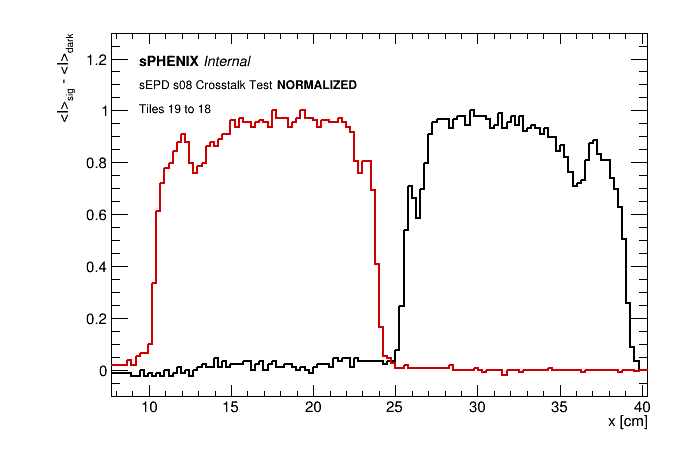 <I>sig - <I>dark
1.2
sPHENIX Internal
sEPD s08 Crosstalk Test NORMALIZED
Tiles 19 to 18
1
0.8
0.6
0.4
0.2
0
10 15 20 25 30 35 40
x [cm]